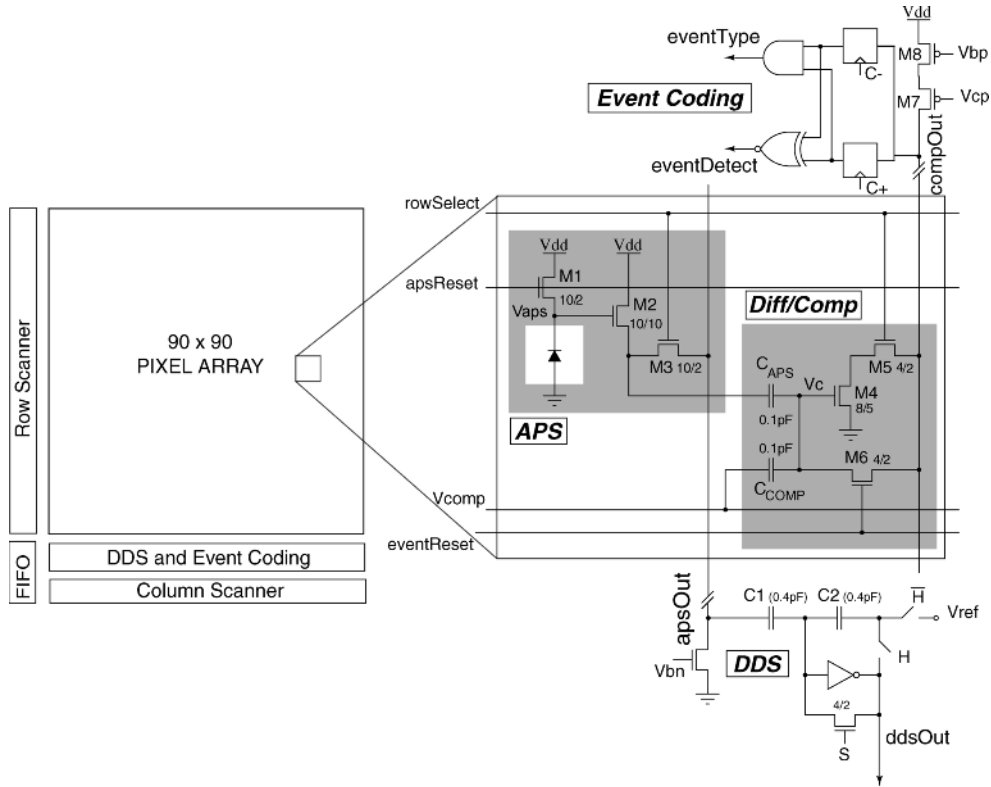 Vdd
eventType
M8
Vbp
C-
Event Coding
M7
Vcp
compOut
eventDetect
C+
rowSelect
Vdd
Vdd
apsReset
M1
10/2
M2
10/10
Vaps
Diff/Comp
90 x 90
PIXEL ARRAY
Row Scanner
M3 10/2
M5 4/2
CAPS
Vc
M4
8/5
0.1pF
APS
0.1pF
M6 4/2
CCOMP
Vcomp
eventReset
FIFO
DDS and Event Coding
Column Scanner
apsOut
C1 (0.4pF)
C2 (0.4pF)
H
Vref
H
Vbn
DDS
4/2
S
ddsOut